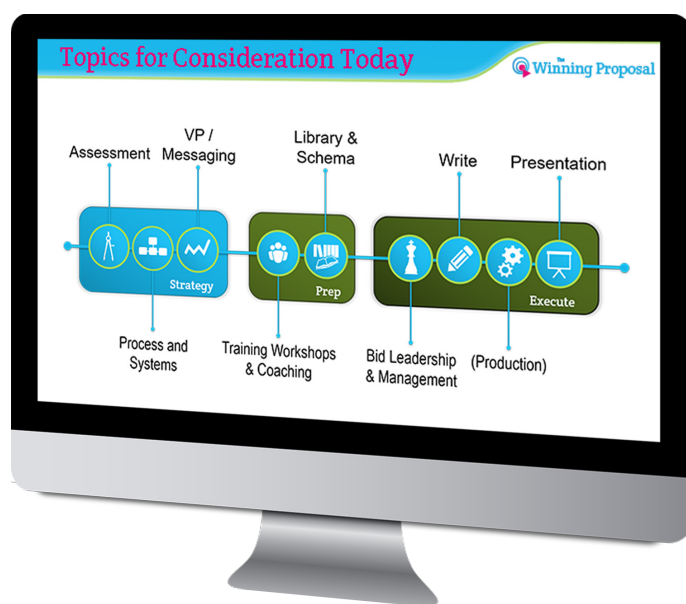 Topics for Consideration Today
The
Winning Proposal
Assessment
VP /
Messaging
Library &
Schema
Write
Presentation
Strategy
Prep
Execute
Process and
Systems
Training Workshops
& Coaching
Bid Leadership
& Management
(Production)